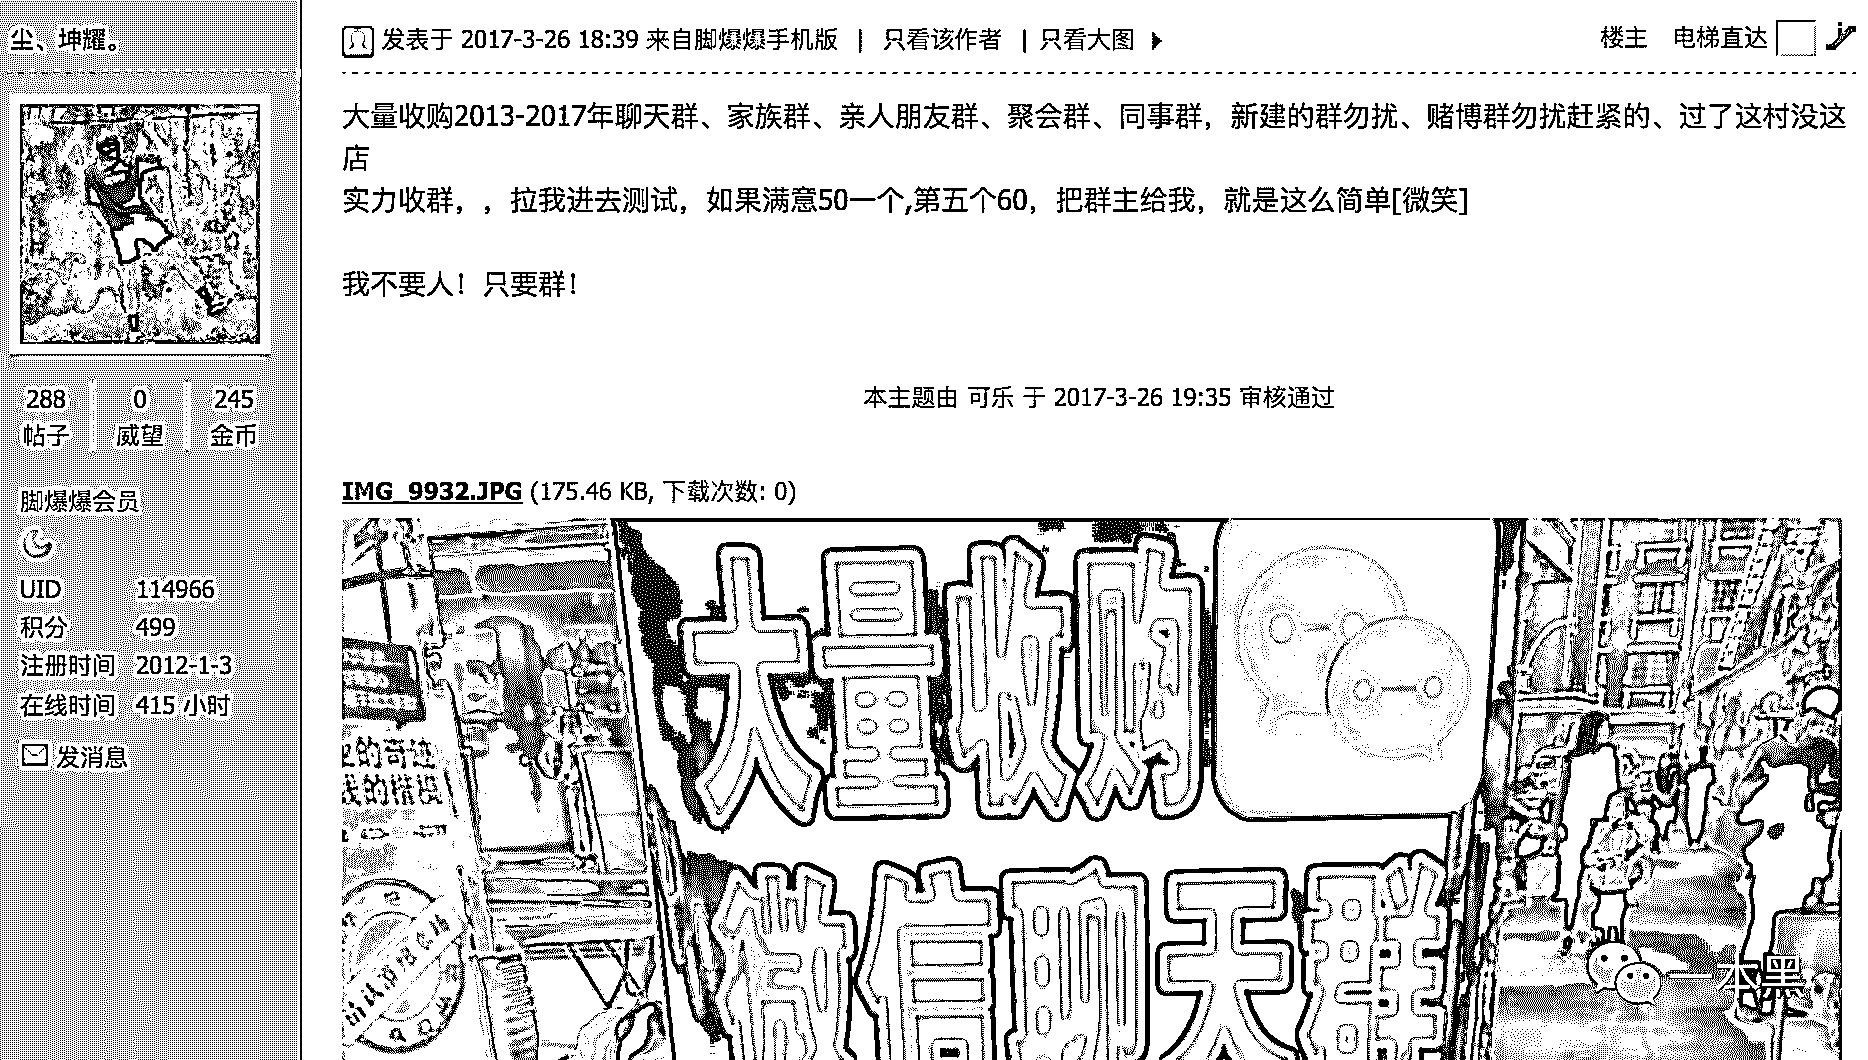 尘、坤耀。
发表于 2017-3-26 18:39 来自脚爆爆手机版 | 只看该作者 | 只看大图
楼主 电梯直达
大量收购2013-2017年聊天群、家族群、亲人朋友群、聚会群、同事群，新建的群勿扰、赌博群勿扰赶紧的、过了这村没这
店
实力收群，，拉我进去测试，如果满意50一个,第五个60，把群主给我，就是这么简单[微笑]
我不要人！只要群！
288 0 245
帖子 威望 金币
本主题由 可乐 于 2017-3-26 19:35 审核通过
脚爆爆会员
UID 114966
积分 499
注册时间 2012-1-3
在线时间 415 小时
发消息
IMG_9932.JPG (175.46 KB, 下载次数: 0)
大量收购
的奇迹
微信聊天群
一本黑